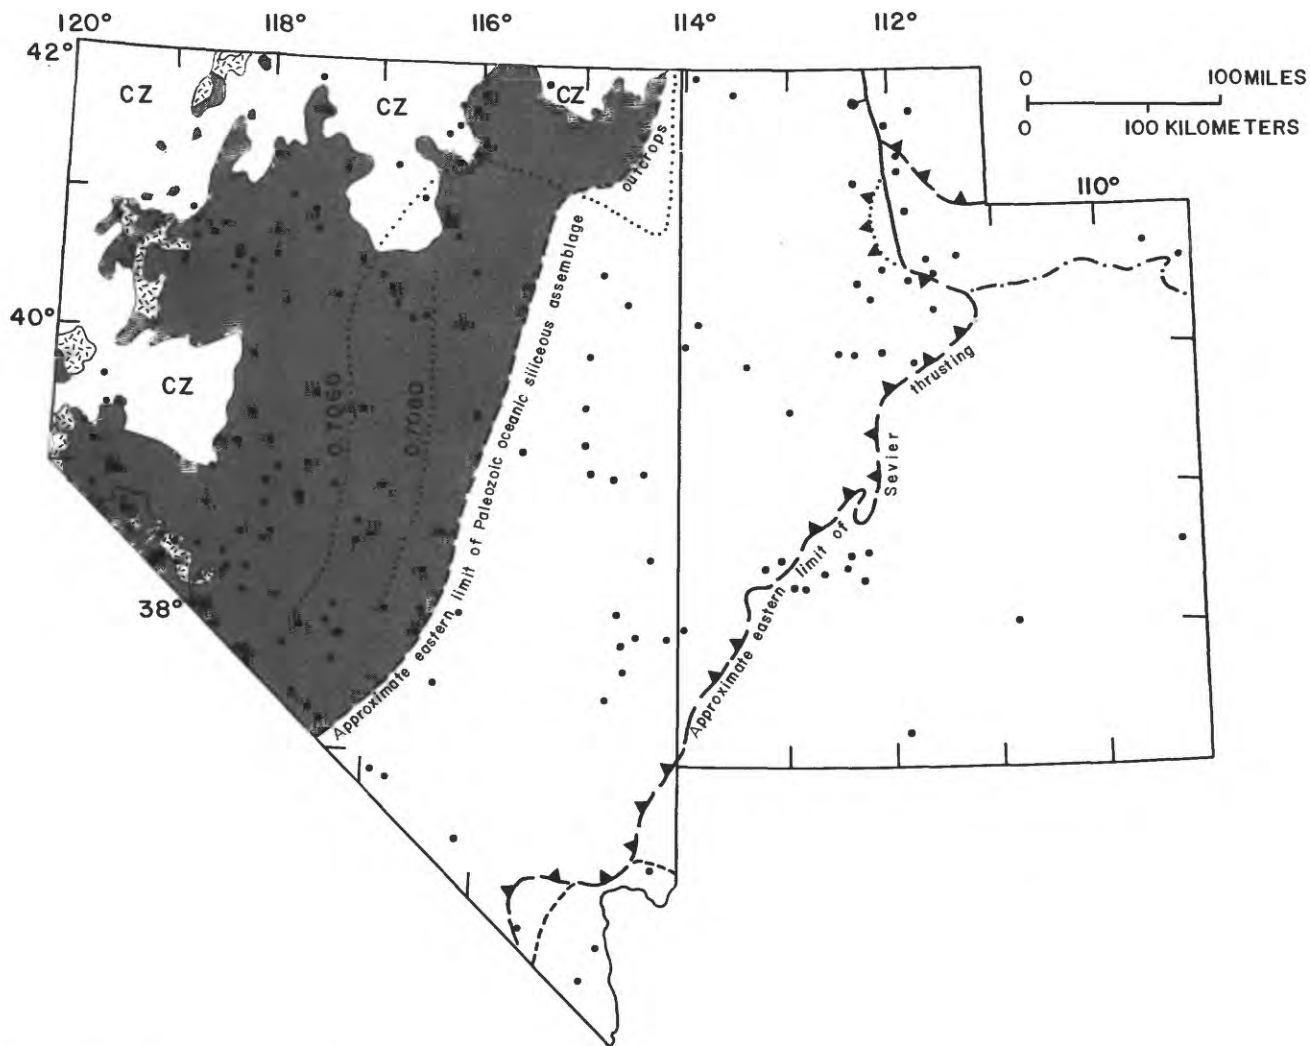 120° 118° 116° 114° 112°
42°
0 100 MILES
0 100 KILOMETERS
CZ
CZ
CZ
110°
outcrops
40°
CZ
0.7060
0.7080
Approximate eastern limit of Paleozoic oceanic siliceous assemblage
thrusting
Sevier
38°
Approximate eastern limit of